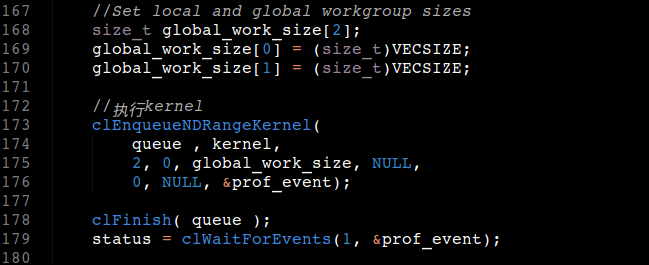 167 //Set local and global workgroup sizes
168 size_t global_work_size[2];
169 global_work_size[0] = (size_t)VECSIZE;
170 global_work_size[1] = (size_t)VECSIZE;
171
172 //执行kernel
173 clEnqueueNDRangeKernel(
174 queue , kernel,
175 2, 0, global_work_size, NULL,
176 0, NULL, &prof_event);
177
178 clFinish( queue );
179 status = clWaitForEvents(1, &prof_event);
180